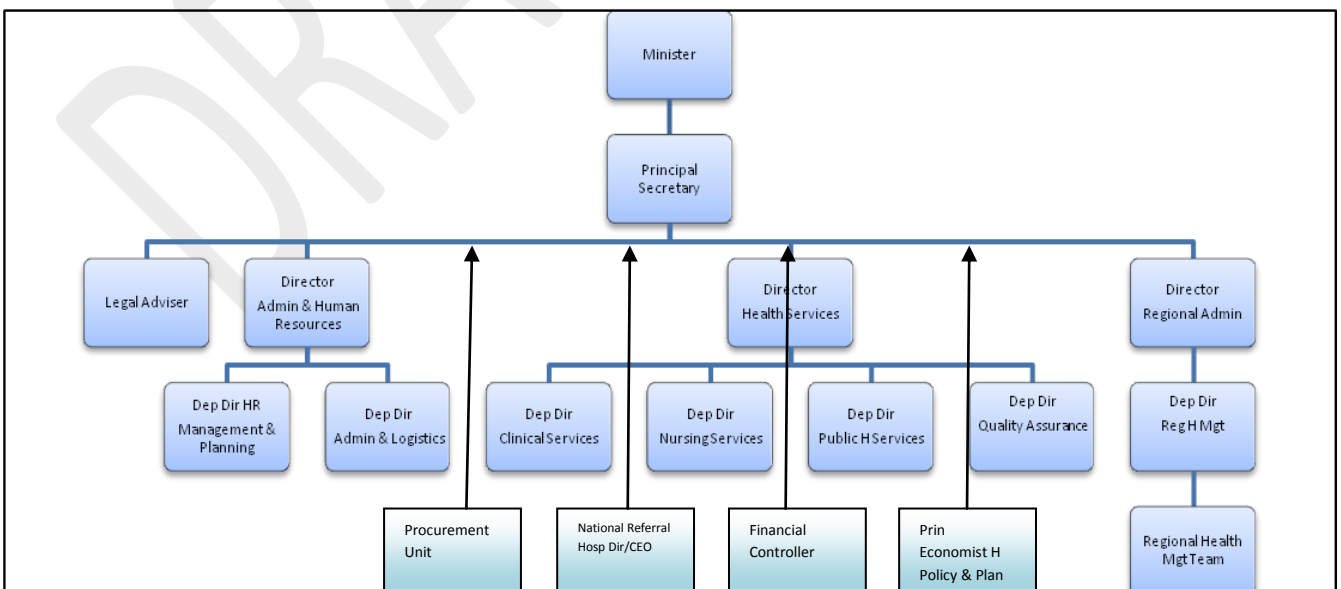 DRA
Minister
Principal
Secretary
Legal Adviser
Director
Admin & Human
Resources
Director
Health Services
Director
Regional Admin
Dep Dir HR
Management &
Planning
Dep Dir
Admin & Logistics
Dep Dir
Clinical Services
Dep Dir
Nursing Services
Dep Dir
Public H Services
Dep Dir
Quality Assurance
Dep Dir
Reg H Mgt
Procurement
Unit
National Referral
Hosp Dir/CEO
Financial
Controller
Prin
Economist H
Policy & Plan
Regional Health
Mgt Team